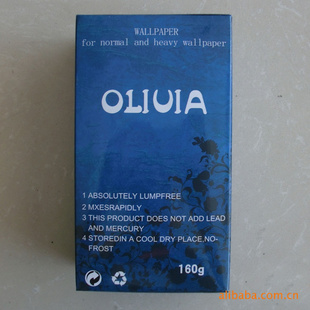 WALLPAPER
for normal and heavy wallpaper
OLIVIA
1 ABSOLUTELY LUMPFREE
2 MXESRAPIDLY
3 THIS PRODUCT DOES NOT ADD LEAD
AND MERCURY
4 STOREDIN A COOL DRY PLACE.NO-
FROST
160g
alibaba.com.cn